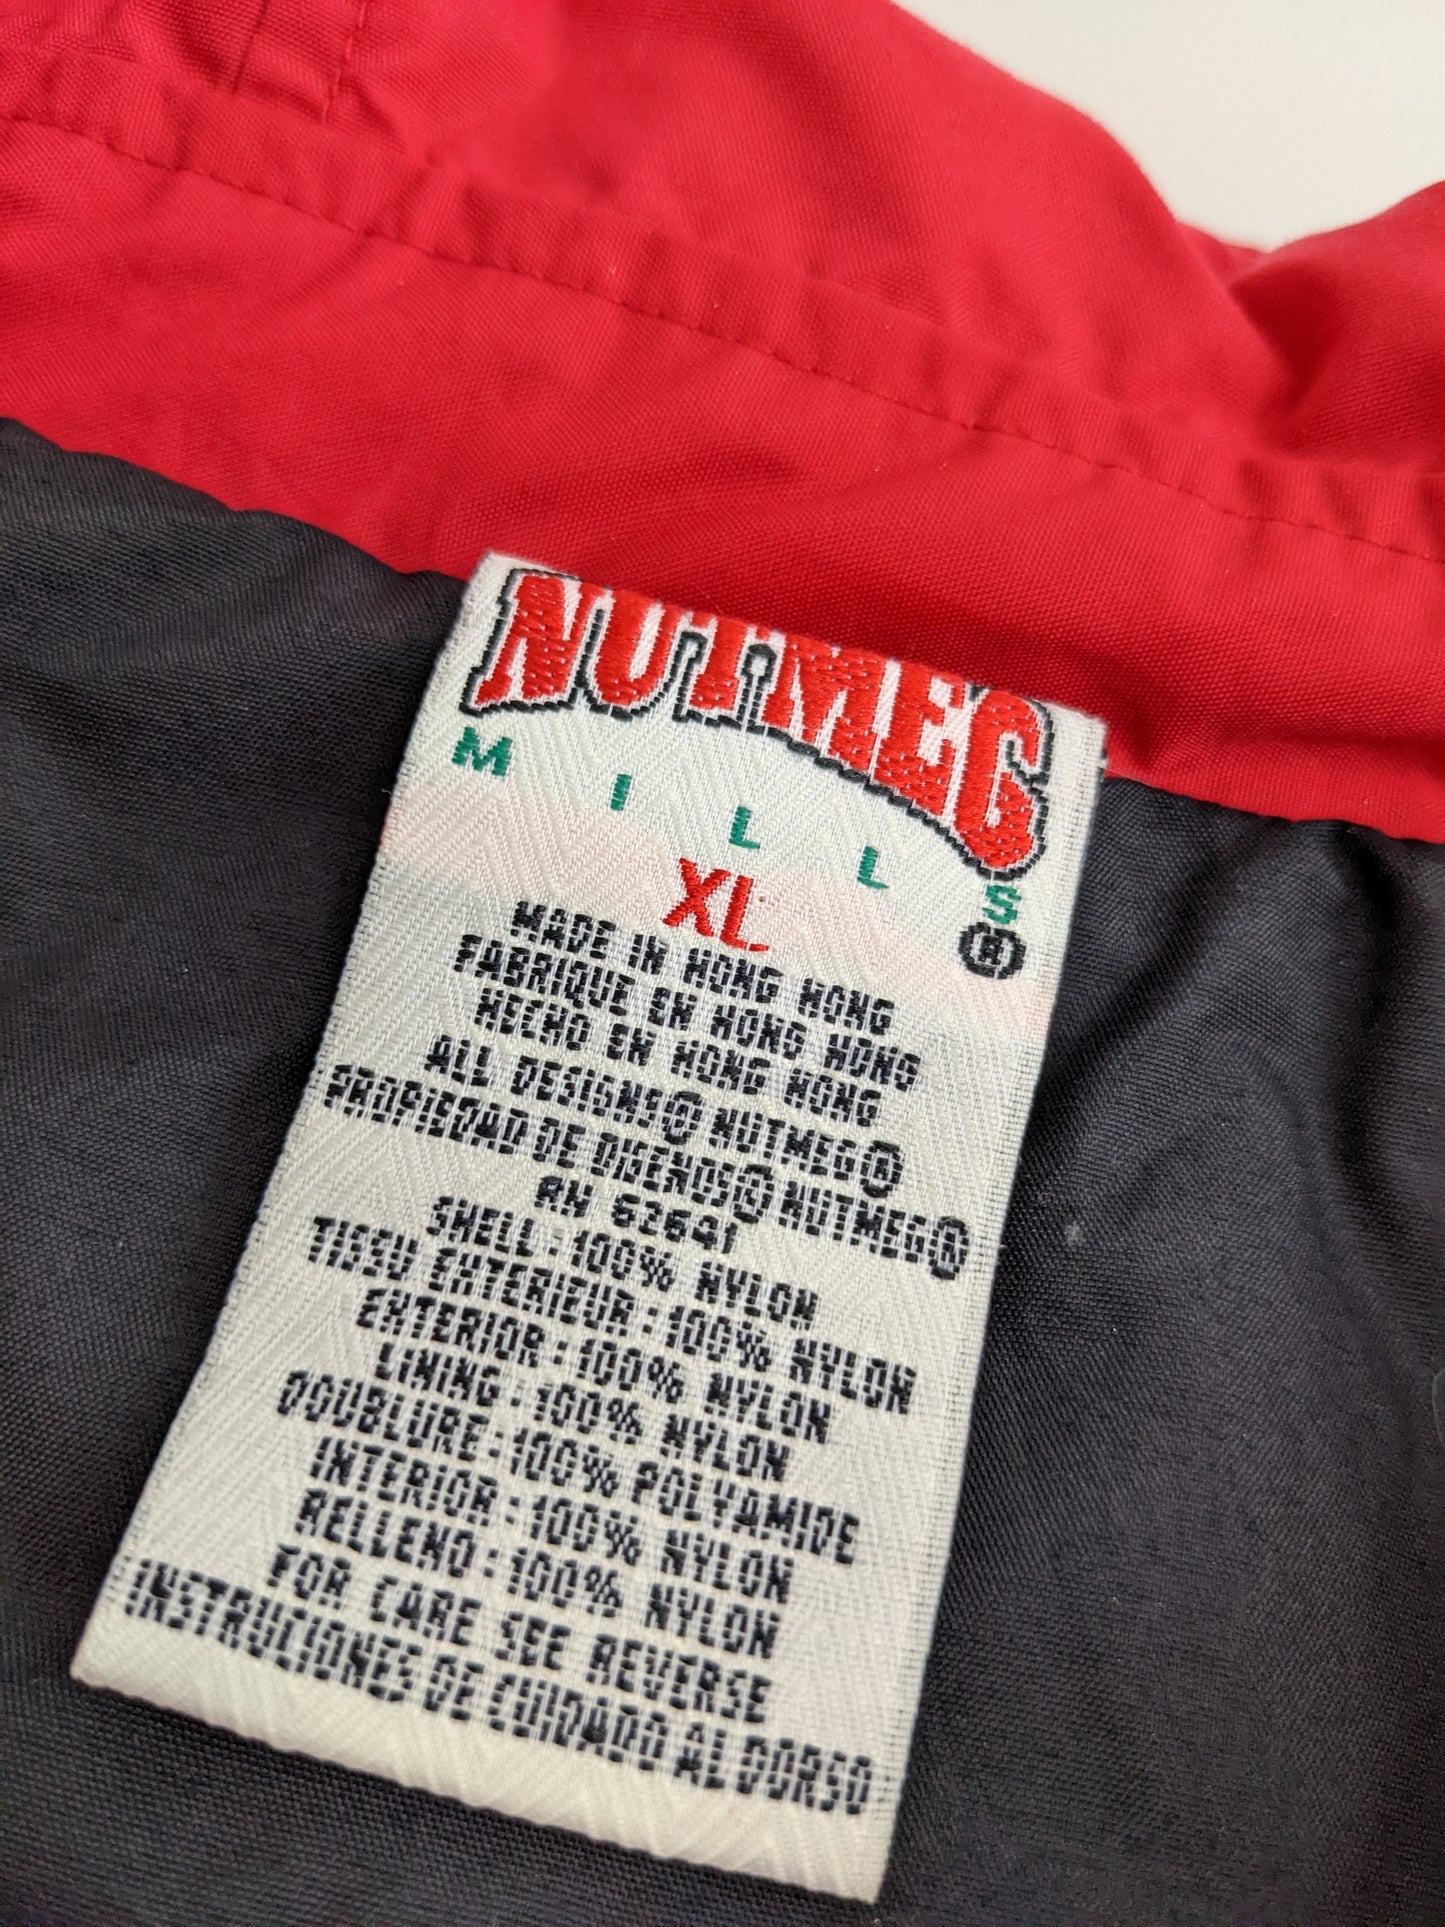 NUTMEG
MILLS®
XL
MADE IN HONG KONG
FABRIQUE EN HONG KONG
HECHO EN HONG KONG
ALL DESIGNS© NUTMEG®
PROPIEDAD DE DISENOS© NUTMEG®
RN 62641
SHELL : 100% NYLON
TISSU EXTERIEUR : 100% NYLON
EXTERIOR : 100% NYLON
LINING : 100% NYLON
DOUBLURE : 100% POLYAMIDE
INTERIOR : 100% NYLON
RELLENO : 100% NYLON
FOR CARE SEE REVERSE
INSTRUCIONES DE CUIDADO AL DORSO